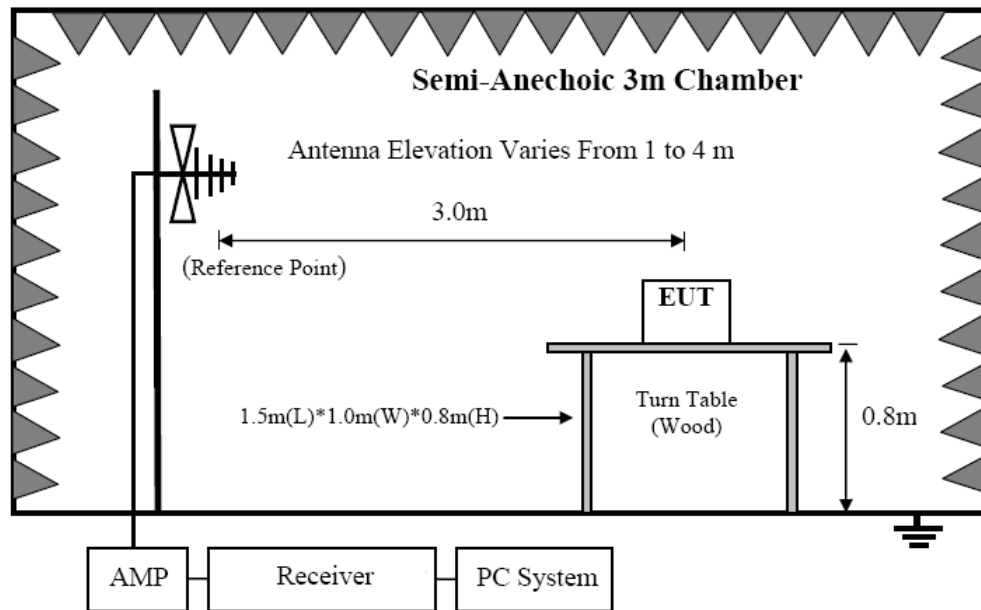 Semi-Anechoic 3m Chamber
Antenna Elevation Varies From 1 to 4 m
3.0m
(Reference Point)
EUT
1.5m(L)*1.0m(W)*0.8m(H)
Turn Table
(Wood)
0.8m
AMP
Receiver
PC System